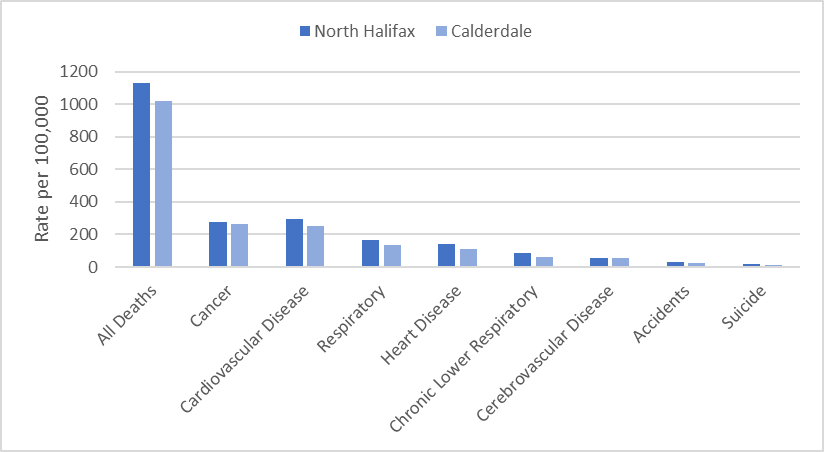 North Halifax Calderdale
Rate per 100,000
1200
1000
800
600
400
200
0
All Deaths
Cancer
Cardiovascular Disease
Respiratory
Heart Disease
Chronic Lower Respiratory
Cerebrovascular Disease
Accidents
Suicide